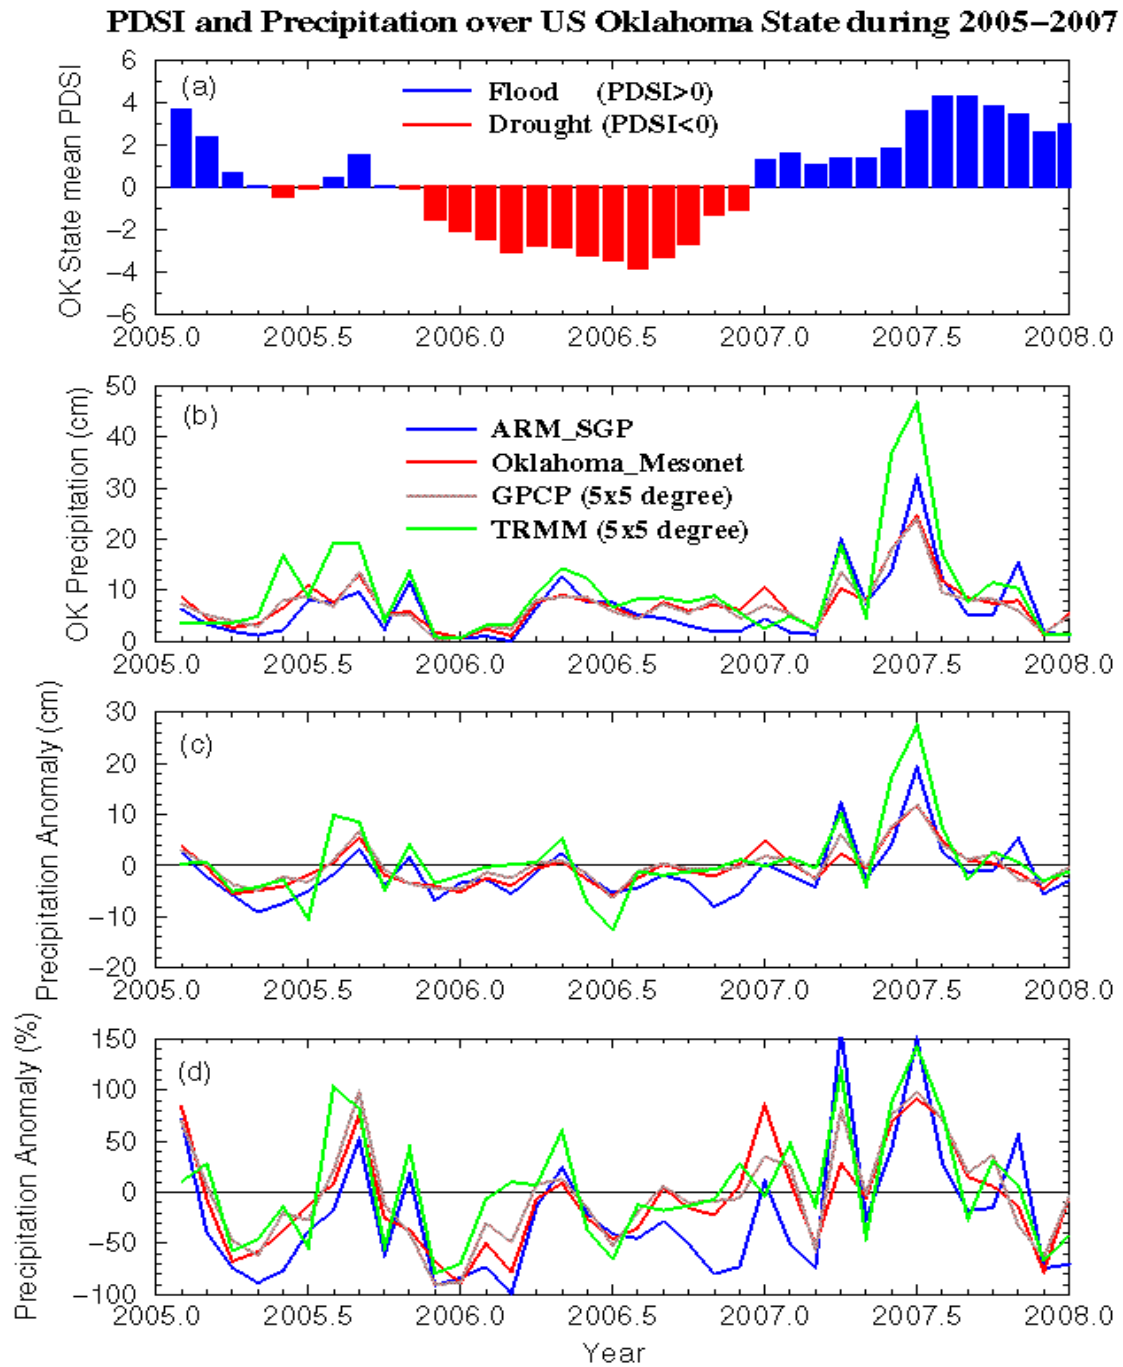 PDSI and Precipitation over US Oklahoma State during 2005−2007
OK State mean PDSI
(a)
Flood (PDSI>0)
Drought (PDSI<0)
6
4
2
0
−2
−4
−6
2005.0 2005.5 2006.0 2006.5 2007.0 2007.5 2008.0
OK Precipitation (cm)
(b)
ARM_SGP
Oklahoma_Mesonet
GPCP (5x5 degree)
TRMM (5x5 degree)
50
40
30
20
10
0
2005.0 2005.5 2006.0 2006.5 2007.0 2007.5 2008.0
Precipitation Anomaly (cm)
(c)
30
20
10
0
−10
−20
2005.0 2005.5 2006.0 2006.5 2007.0 2007.5 2008.0
Precipitation Anomaly (%)
(d)
150
100
50
0
−50
−100
2005.0 2005.5 2006.0 2006.5 2007.0 2007.5 2008.0
Year